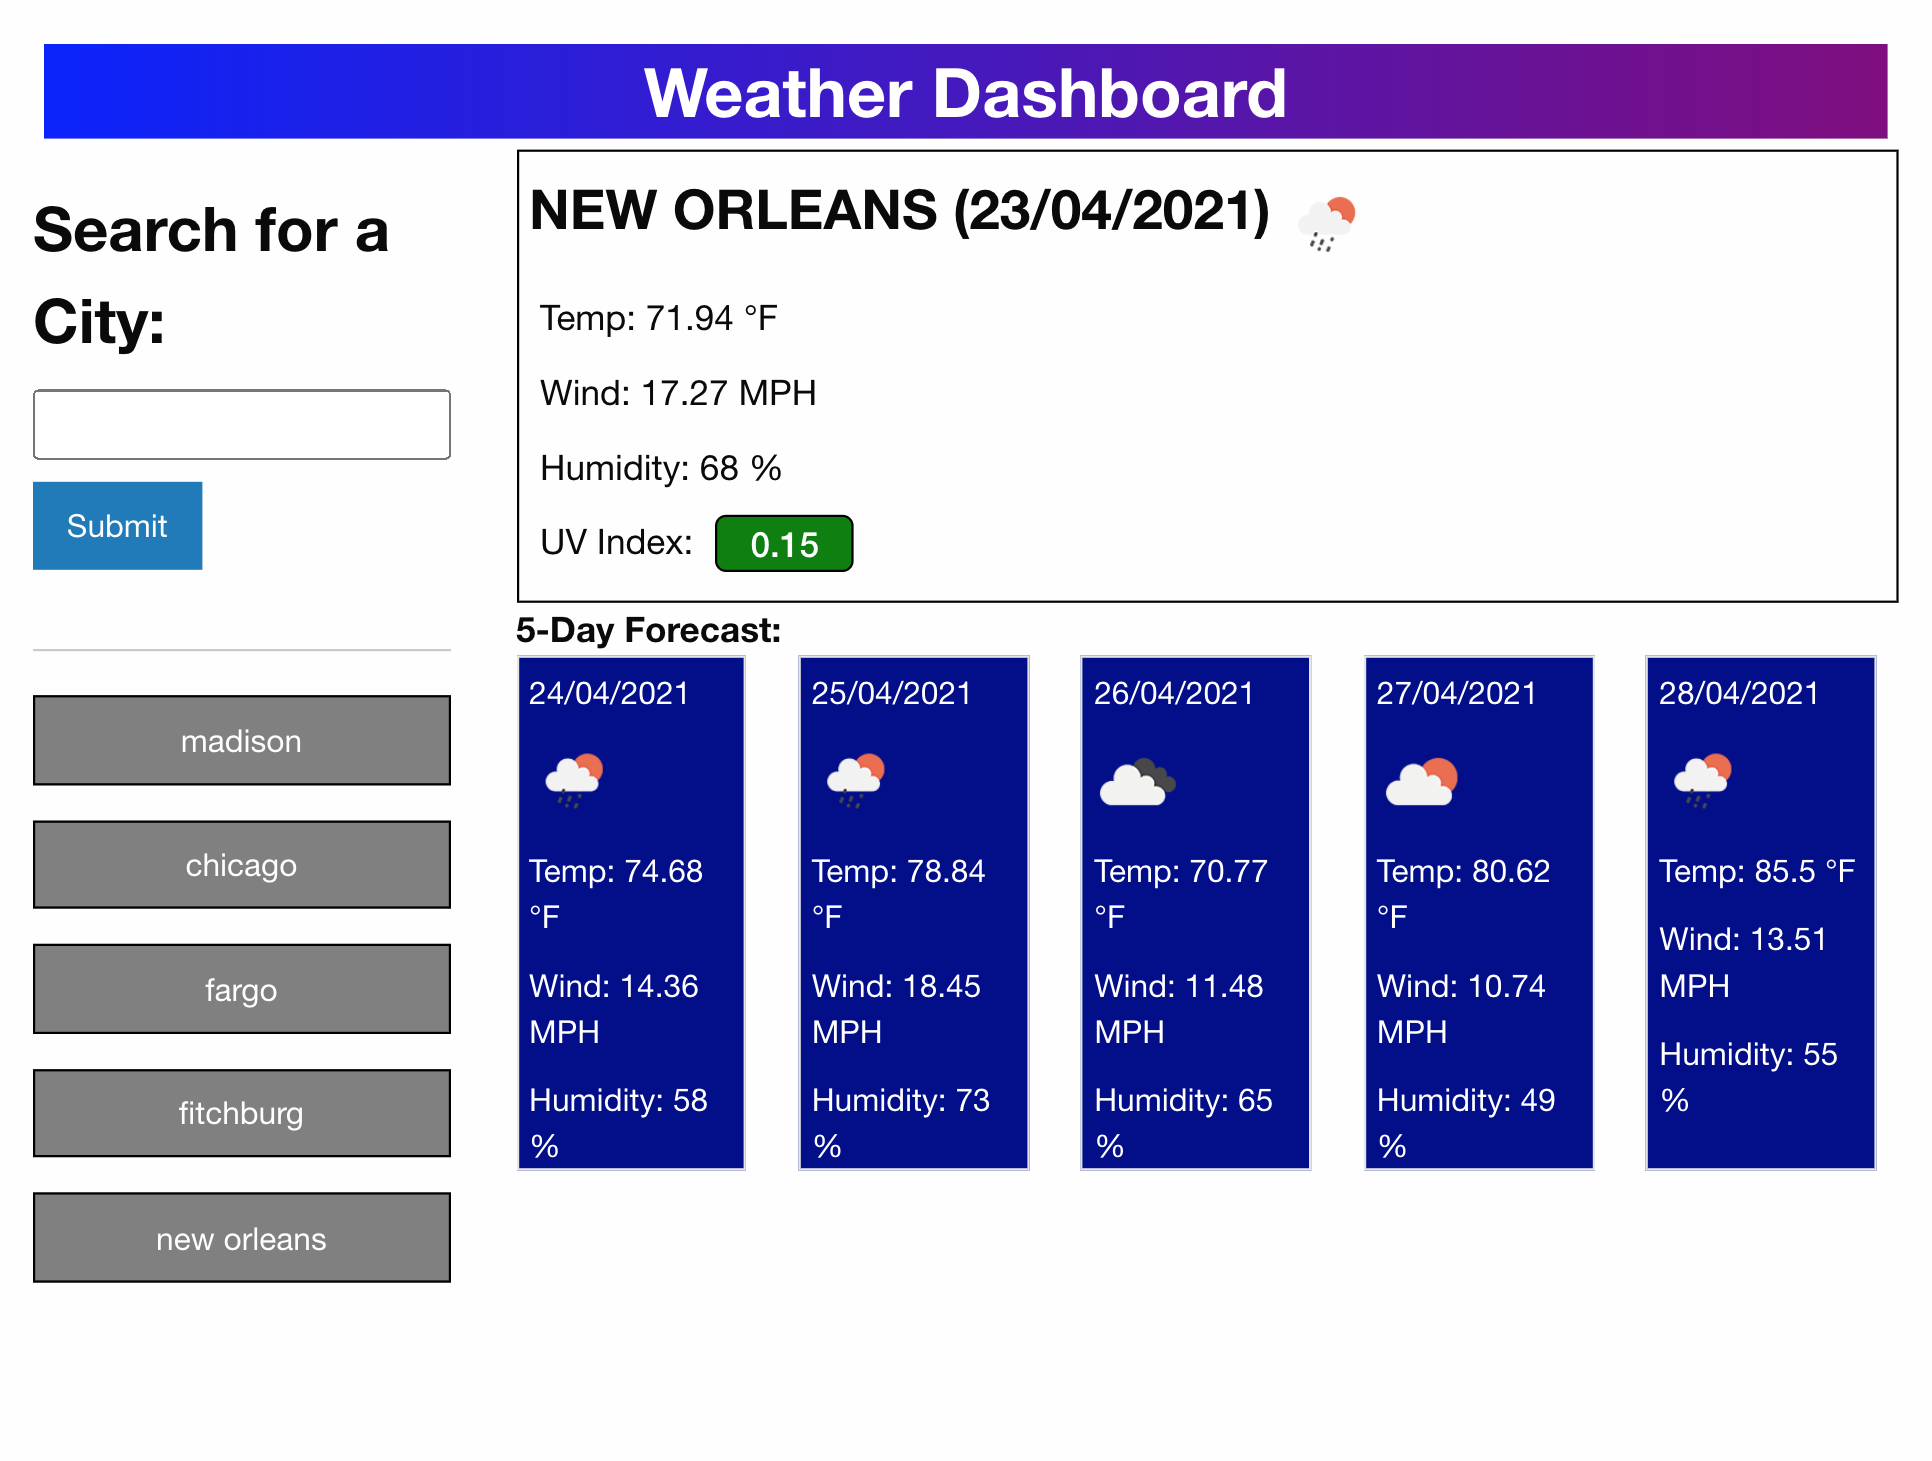 Weather Dashboard
Search for a
City:
Submit
madison
chicago
fargo
fitchburg
new orleans
NEW ORLEANS (23/04/2021)
Temp: 71.94 °F
Wind: 17.27 MPH
Humidity: 68 %
UV Index: 0.15
5-Day Forecast:
24/04/2021
Temp: 74.68
°F
Wind: 14.36
MPH
Humidity: 58
%
25/04/2021
Temp: 78.84
°F
Wind: 18.45
MPH
Humidity: 73
%
26/04/2021
Temp: 70.77
°F
Wind: 11.48
MPH
Humidity: 65
%
27/04/2021
Temp: 80.62
°F
Wind: 10.74
MPH
Humidity: 49
%
28/04/2021
Temp: 85.5 °F
Wind: 13.51
MPH
Humidity: 55
%